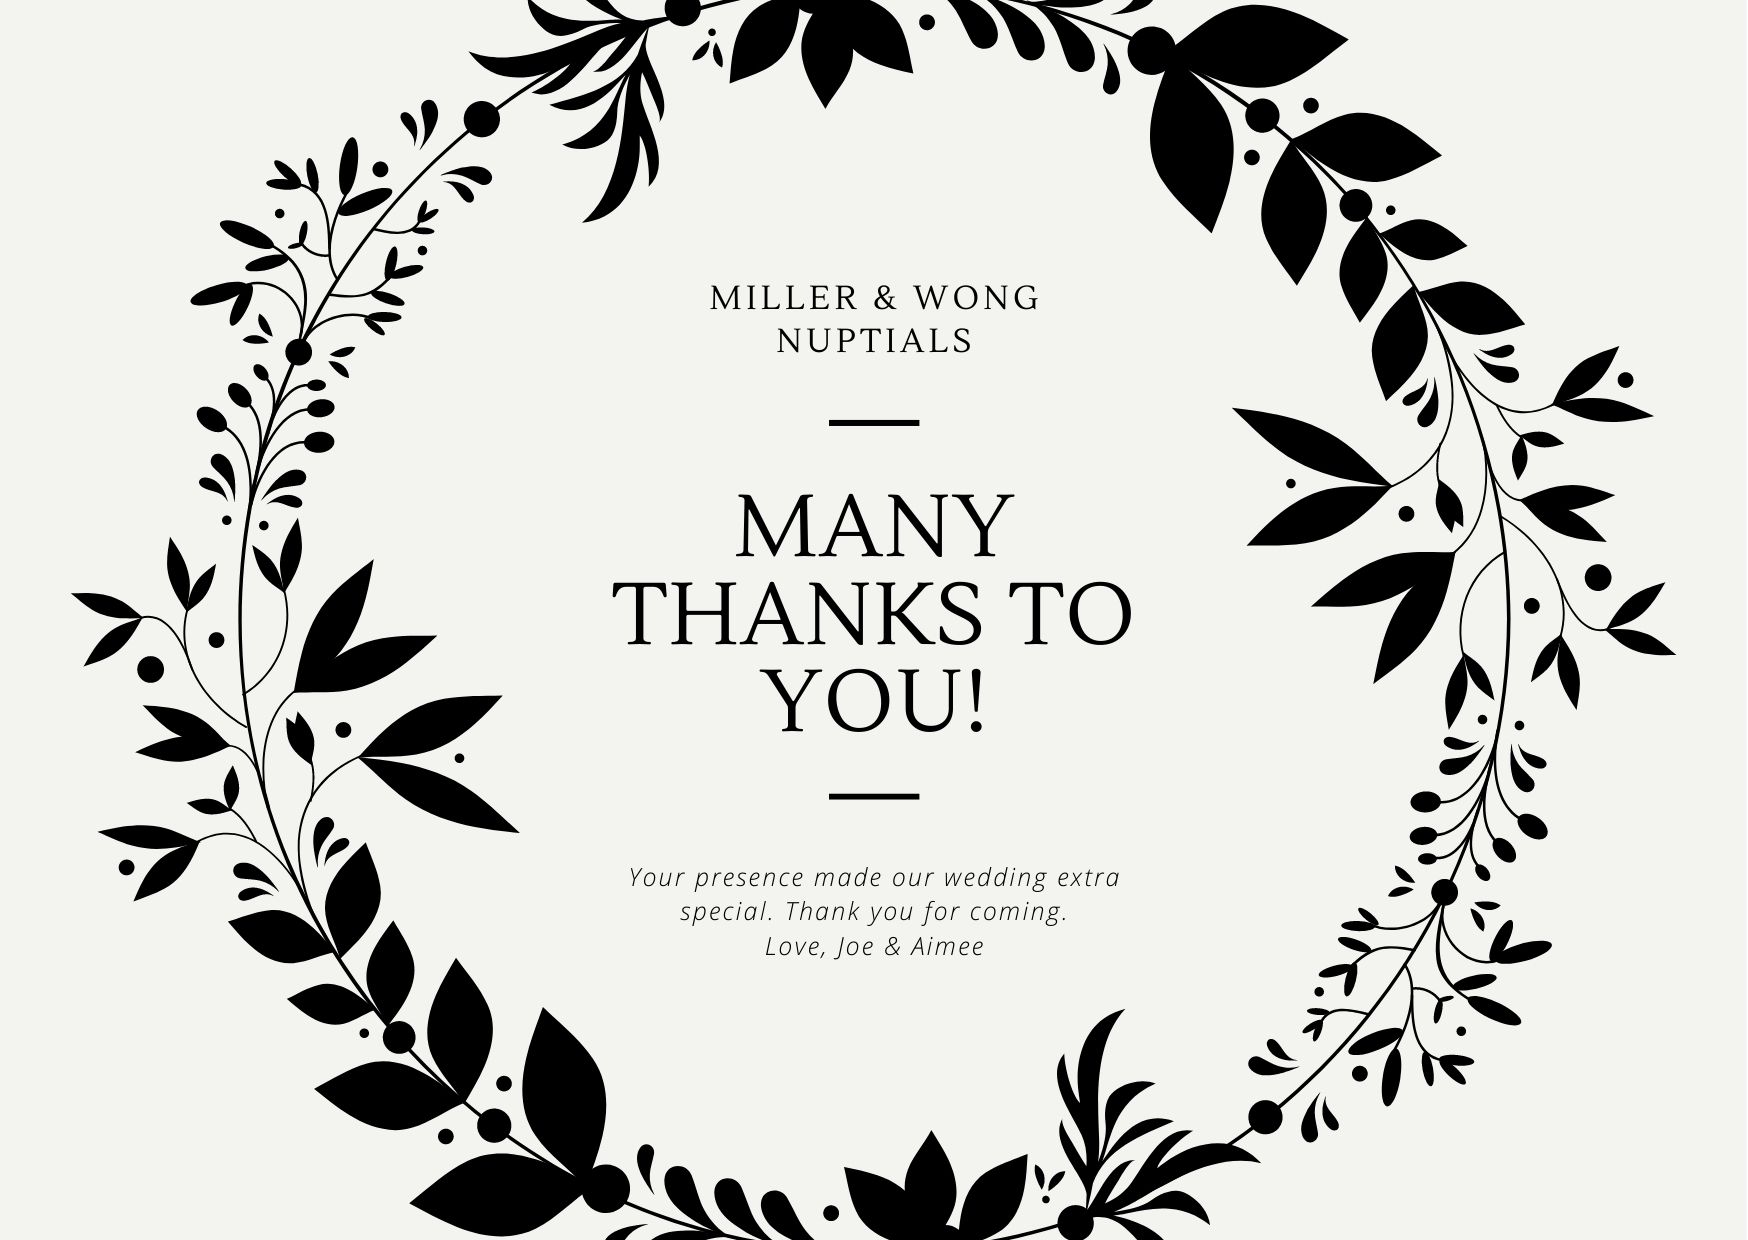 MILLER & WONG
NUPTIALS
MANY
THANKS TO
YOU!
Your presence made our wedding extra
special. Thank you for coming.
Love, Joe & Aimee